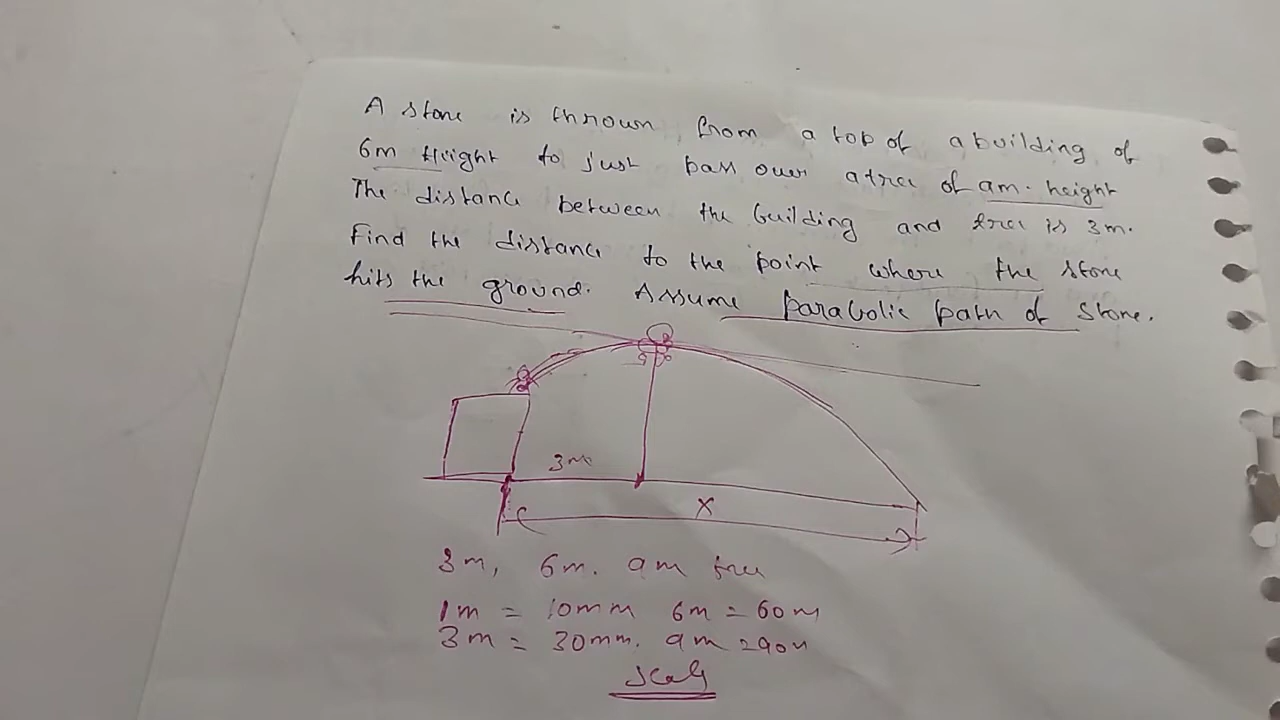 A stone is thrown from a top of a building of
6m Height to just pass over a tree of 9m. height
The distance between the building and tree is 3m.
Find the distance to the point where the stone
hits the ground. Assume parabolic path of stone.
3m
X
3m, 6m. 9m tree
1m = 10mm 6m = 60m
3m = 30mm. 9m = 90m
Scale